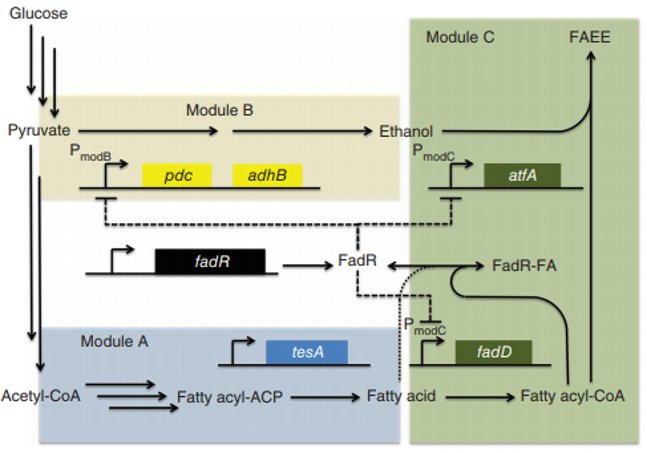 Glucose
Module C
FAEE
Module B
Pyruvate
Ethanol
PmodB
pdc
adhB
PmodC
atfA
fadR
FadR
FadR-FA
PmodC
Module A
tesA
fadD
Acetyl-CoA
Fatty acyl-ACP
Fatty acid
Fatty acyl-CoA